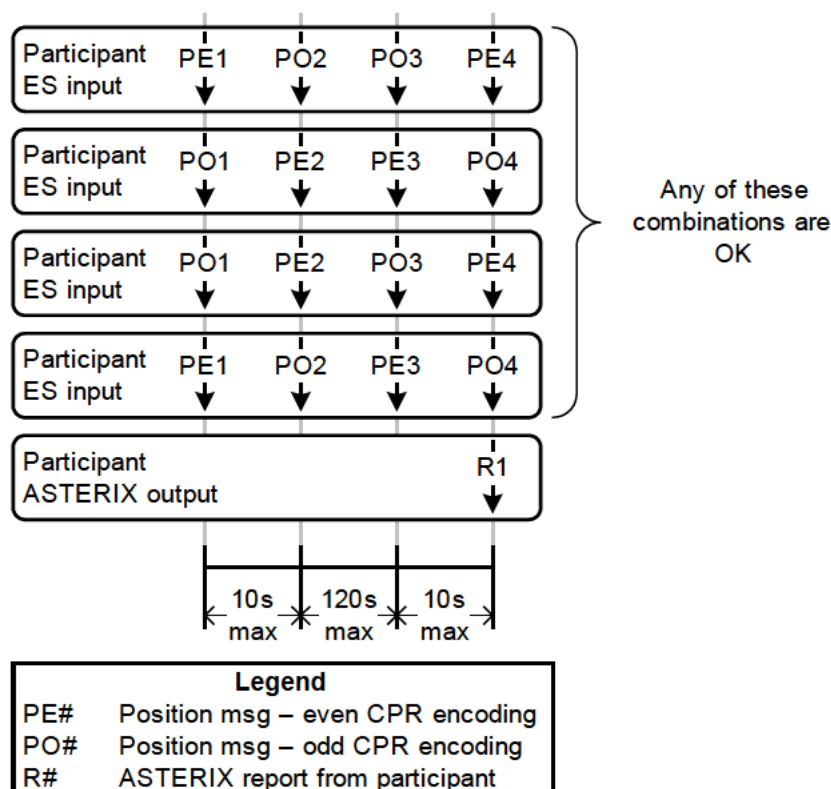 Participant PE1 PO2 PO3 PE4
ES input
Participant PO1 PE2 PE3 PO4
ES input
Participant PO1 PE2 PO3 PE4
ES input
Participant PE1 PO2 PE3 PO4
ES input
Any of these
combinations are
OK
Participant R1
ASTERIX output
10s 120s 10s
max max max
Legend
PE# Position msg – even CPR encoding
PO# Position msg – odd CPR encoding
R# ASTERIX report from participant